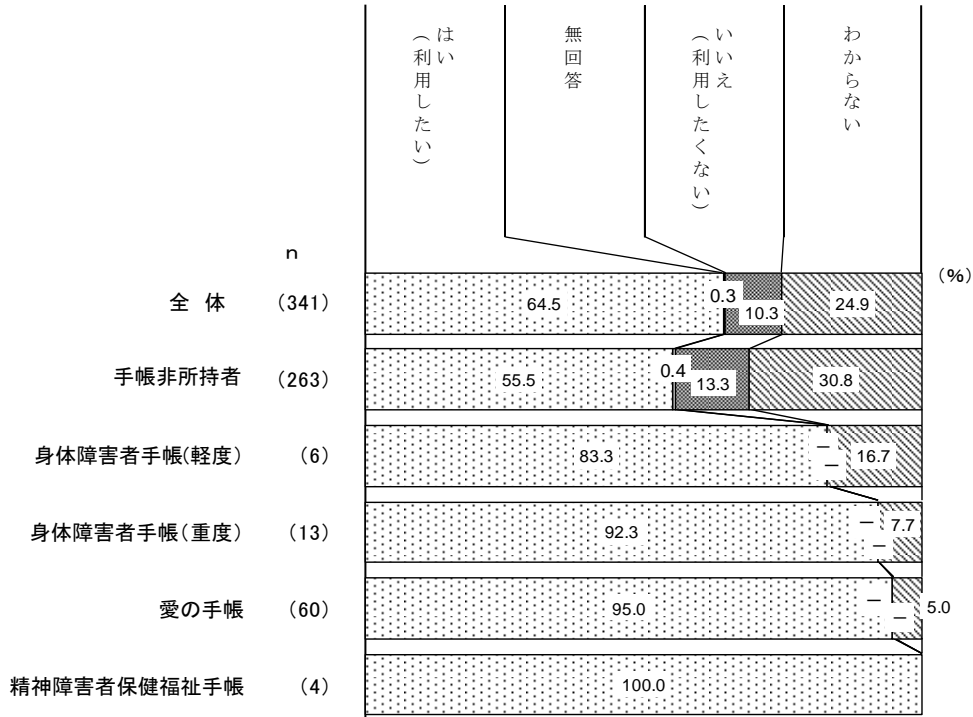 はい
（利用したい）
無回答
いいえ
（利用したくない）
わからない
n
(%)
全 体 (341) 64.5 0.3 10.3 24.9
手帳非所持者 (263) 55.5 0.4 13.3 30.8
身体障害者手帳(軽度) (6) 83.3 － － 16.7
身体障害者手帳(重度) (13) 92.3 － － 7.7
愛の手帳 (60) 95.0 － － 5.0
精神障害者保健福祉手帳 (4) 100.0